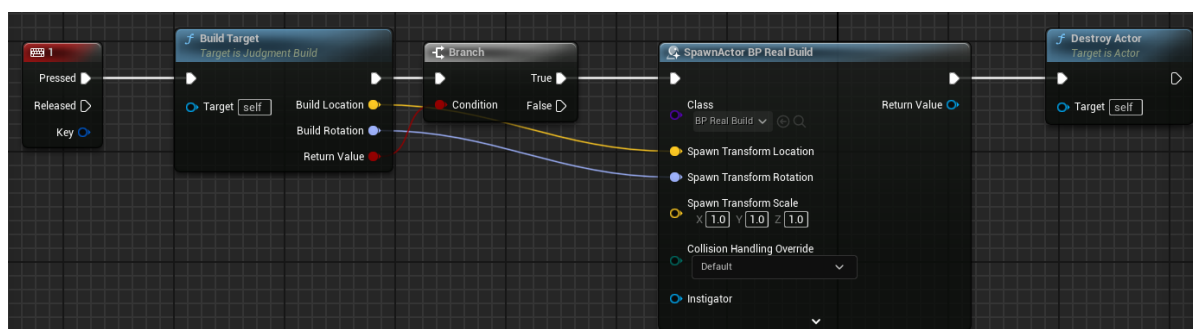 1
Pressed
Released
Key
f Build Target
Target is Judgment Build
Target self
Build Location
Build Rotation
Return Value
Branch
True
Condition
False
SpawnActor BP Real Build
Class
BP Real Build
Return Value
Spawn Transform Location
Spawn Transform Rotation
Spawn Transform Scale
X 1.0 Y 1.0 Z 1.0
Collision Handling Override
Default
Instigator
f Destroy Actor
Target is Actor
Target self